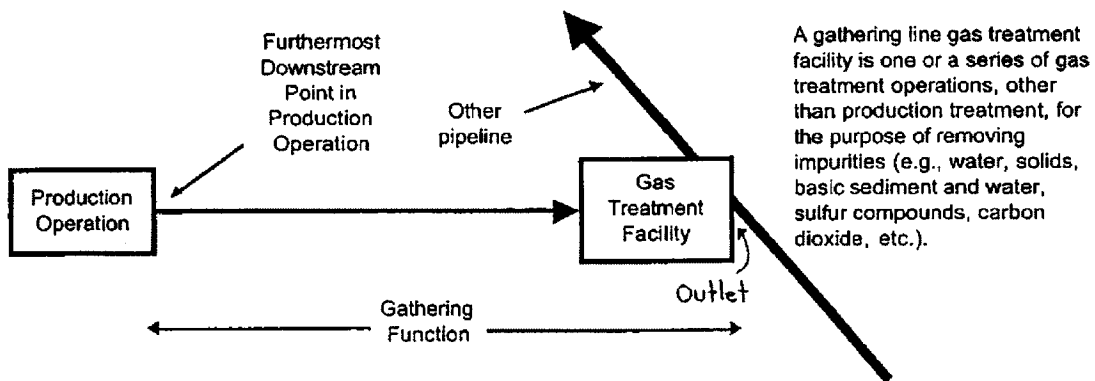 Furthermost
Downstream
Point in
Production
Operation
Other
pipeline
A gathering line gas treatment
facility is one or a series of gas
treatment operations, other
than production treatment, for
the purpose of removing
impurities (e.g., water, solids,
basic sediment and water,
sulfur compounds, carbon
dioxide, etc.).
Production
Operation
Gas
Treatment
Facility
Outlet
Gathering
Function